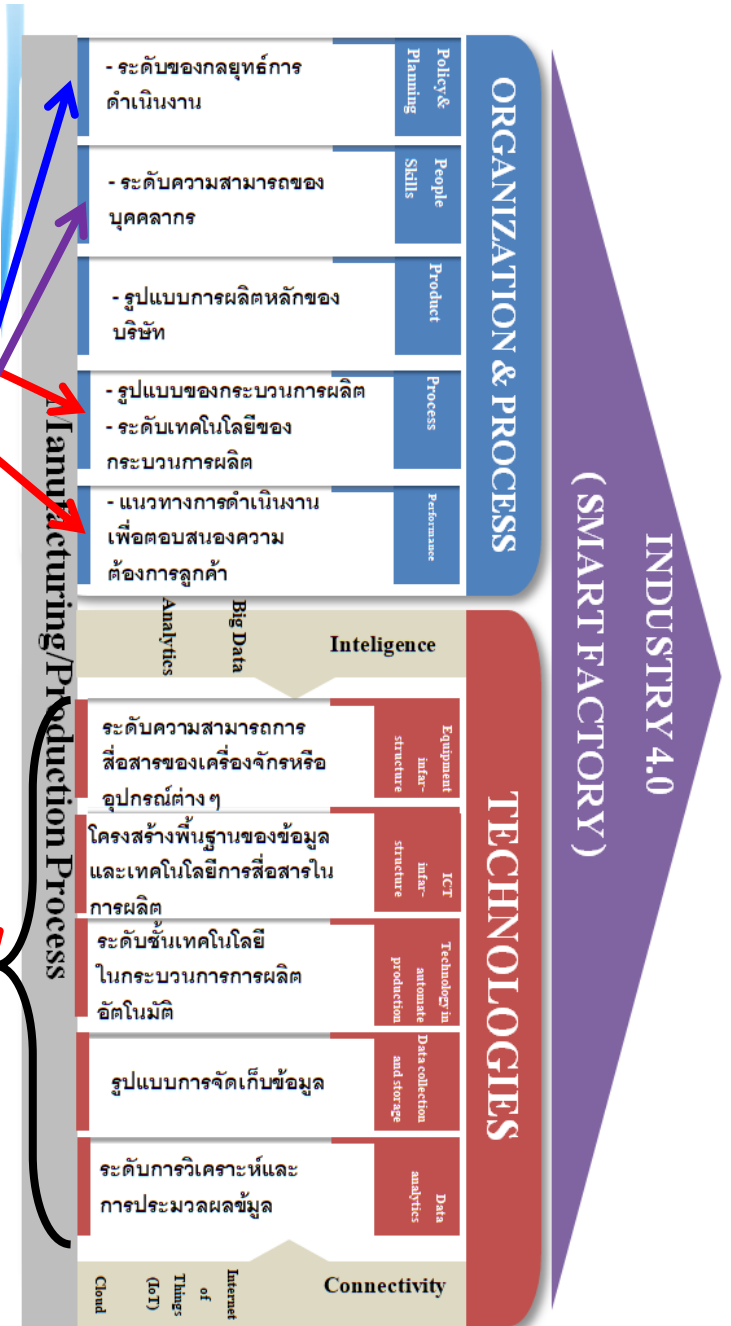 INDUSTRY 4.0
( SMART FACTORY )
ORGANIZATION & PROCESS
Policy &
Planning
- ระดับของกลยุทธ์การ
ดำเนินงาน
People
Skills
- ระดับความสามารถของ
บุคคลากร
Product
- รูปแบบการผลิตหลักของ
บริษัท
Process
- รูปแบบของกระบวนการผลิต
- ระดับเทคโนโลยีของ
กระบวนการผลิต
Performance
- แนวทางการดำเนินงาน
เพื่อตอบสนองความ
ต้องการลูกค้า
TECHNOLOGIES
Inteligence
Big Data
Analytics
Equipment
infar-
structure
ระดับความสามารถการ
สื่อสารของเครื่องจักรหรือ
อุปกรณ์ต่าง ๆ
ICT
infar-
structure
โครงสร้างพื้นฐานของข้อมูล
และเทคโนโลยีการสื่อสารใน
การผลิต
Technology in
automate
production
ระดับชั้นเทคโนโลยี
ในกระบวนการการผลิต
อัตโนมัติ
Data collection
and storage
รูปแบบการจัดเก็บข้อมูล
Data
analytics
ระดับการวิเคราะห์และ
การประมวลผลข้มูล
Connectivity
Internet
of
Things
(IoT)
Cloud
Manufacturing/Production Process